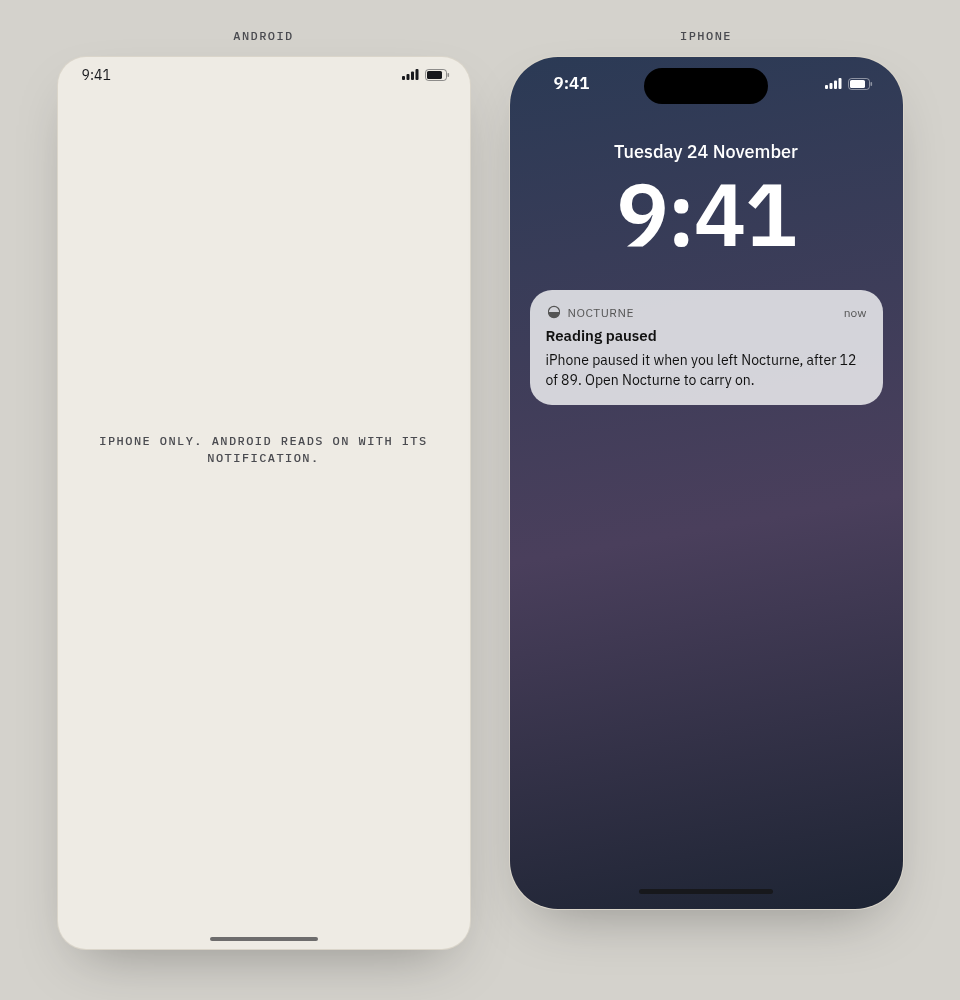 ANDROID
9:41
IPHONE ONLY. ANDROID READS ON WITH ITS
NOTIFICATION.
IPHONE
9:41
Tuesday 24 November
9:41
NOCTURNE now
Reading paused
iPhone paused it when you left Nocturne, after 12
of 89. Open Nocturne to carry on.